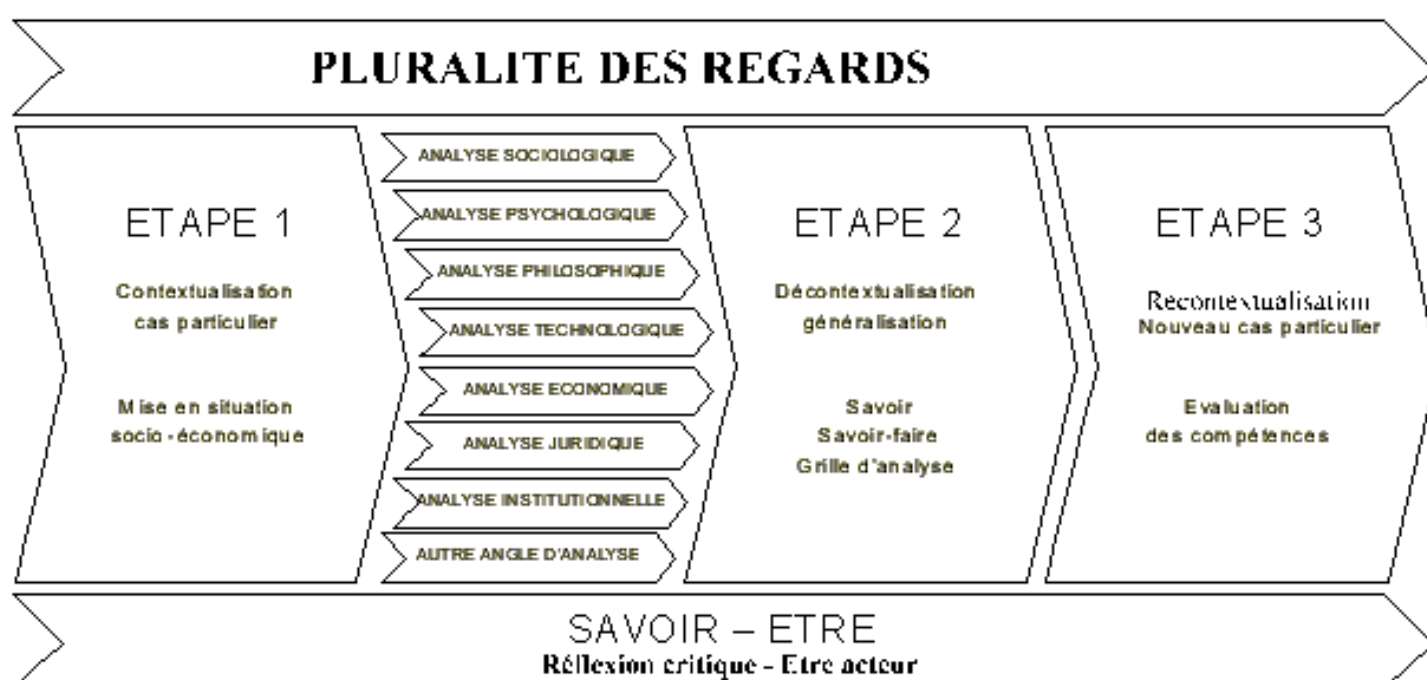 PLURALITE DES REGARDS
ETAPE 1
Contextualisation
cas particulier
Mise en situation
socio-économique
ANALYSE SOCIOLOGIQUE
ANALYSE PSYCHOLOGIQUE
ANALYSE PHILOSOPHIQUE
ANALYSE TECHNOLOGIQUE
ANALYSE ECONOMIQUE
ANALYSE JURIDIQUE
ANALYSE INSTITUTIONNELLE
AUTRE ANGLE D'ANALYSE
ETAPE 2
Décontextualisation
généralisation
Savoir
Savoir-faire
Grille d'analyse
ETAPE 3
Recontextualisation
Nouveau cas particulier
Evaluation
des compétences
SAVOIR – ETRE
Réflexion critique - Etre acteur